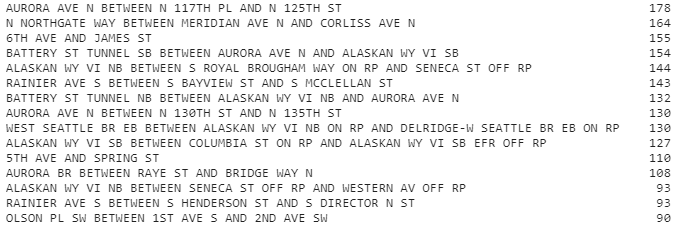 AURORA AVE N BETWEEN N 117TH PL AND N 125TH ST 178
N NORTHGATE WAY BETWEEN MERIDIAN AVE N AND CORLISS AVE N 164
6TH AVE AND JAMES ST 155
BATTERY ST TUNNEL SB BETWEEN AURORA AVE N AND ALASKAN WY VI SB 154
ALASKAN WY VI NB BETWEEN S ROYAL BROUGHAM WAY ON RP AND SENECA ST OFF RP 144
RAINIER AVE S BETWEEN S BAYVIEW ST AND S MCCLELLAN ST 143
BATTERY ST TUNNEL NB BETWEEN ALASKAN WY VI NB AND AURORA AVE N 132
AURORA AVE N BETWEEN N 130TH ST AND N 135TH ST 130
WEST SEATTLE BR EB BETWEEN ALASKAN WY VI NB ON RP AND DELRIDGE-W SEATTLE BR EB ON RP 130
ALASKAN WY VI SB BETWEEN COLUMBIA ST ON RP AND ALASKAN WY VI SB EFR OFF RP 127
5TH AVE AND SPRING ST 110
AURORA BR BETWEEN RAYE ST AND BRIDGE WAY N 108
ALASKAN WY VI NB BETWEEN SENECA ST OFF RP AND WESTERN AV OFF RP 93
RAINIER AVE S BETWEEN S HENDERSON ST AND S DIRECTOR N ST 93
OLSON PL SW BETWEEN 1ST AVE S AND 2ND AVE SW 90